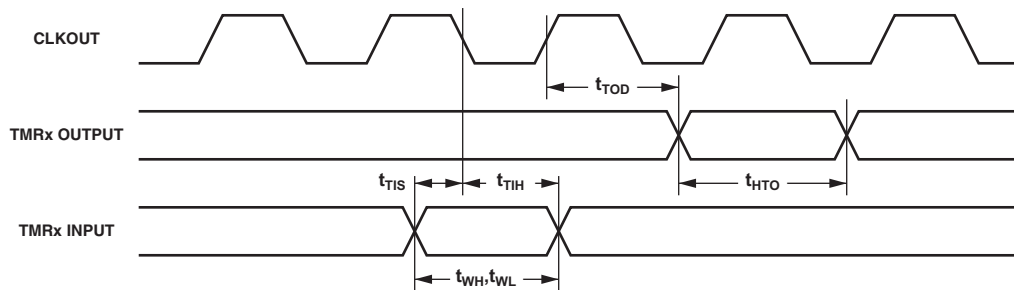 CLKOUT
tTOD
TMRx OUTPUT
tTIS
tTIH
tHTO
TMRx INPUT
tWH,tWL